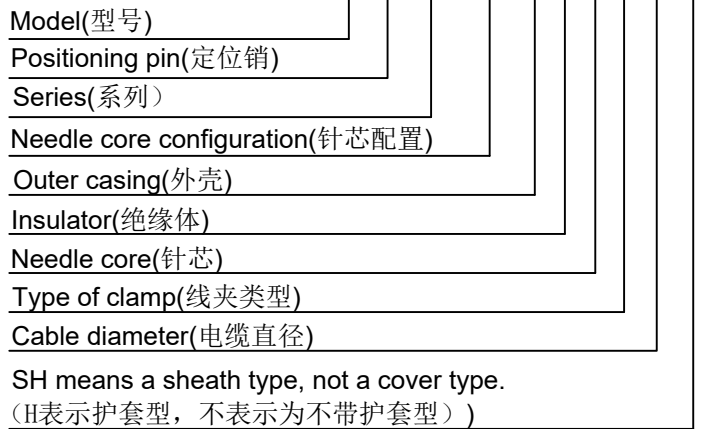 Model(型号)
Positioning pin(定位销)
Series(系列）
Needle core configuration(针芯配置)
Outer casing(外壳)
Insulator(绝缘体)
Needle core(针芯)
Type of clamp(线夹类型)
Cable diameter(电缆直径)
SH means a sheath type, not a cover type.
（H表示护套型，不表示为不带护套型）)